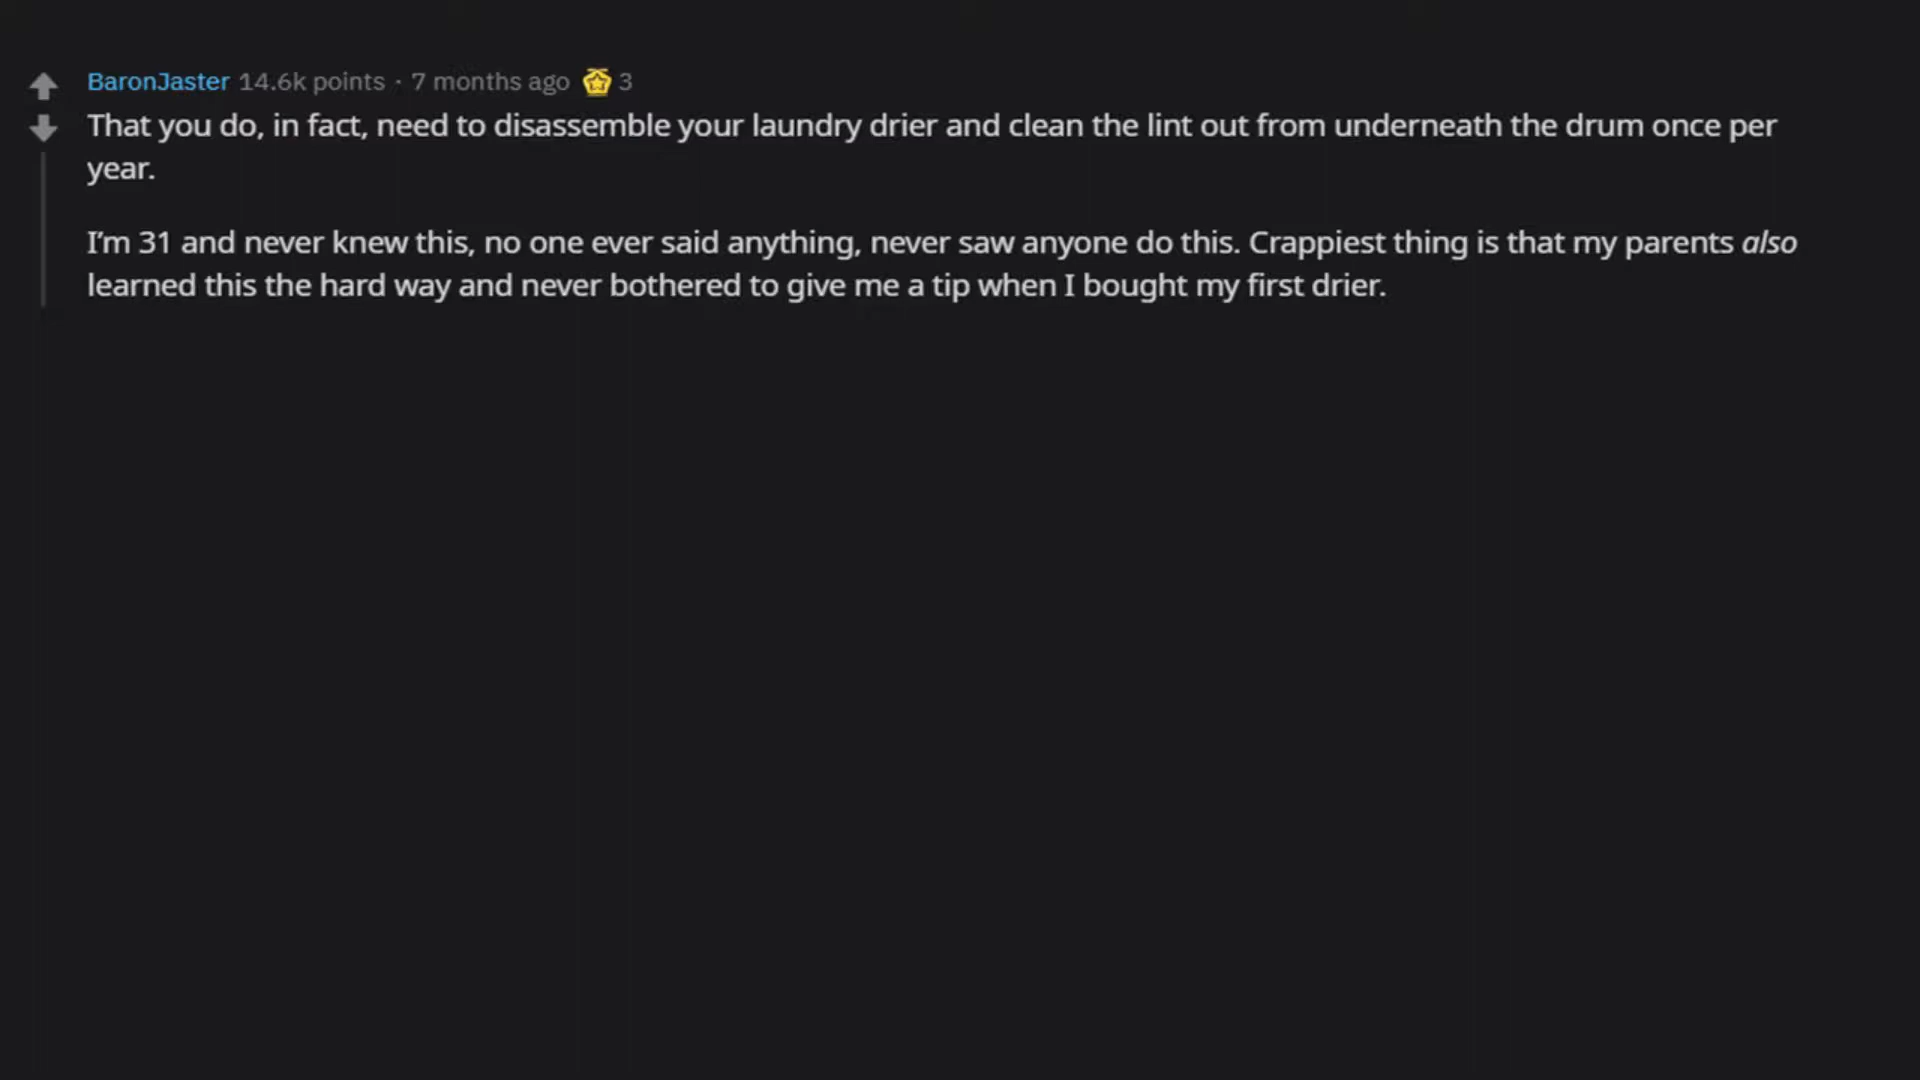 BaronJaster 14.6k points · 7 months ago 3
That you do, in fact, need to disassemble your laundry drier and clean the lint out from underneath the drum once per
year.
I'm 31 and never knew this, no one ever said anything, never saw anyone do this. Crappiest thing is that my parents also
learned this the hard way and never bothered to give me a tip when I bought my first drier.